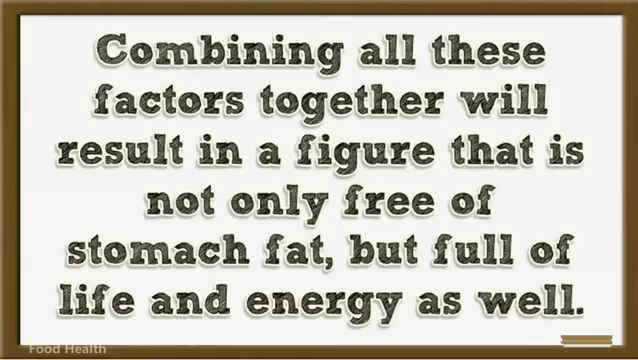 Combining all these
factors together will
result in a figure that is
not only free of
stomach fat, but full of
life and energy as well.
Food Health